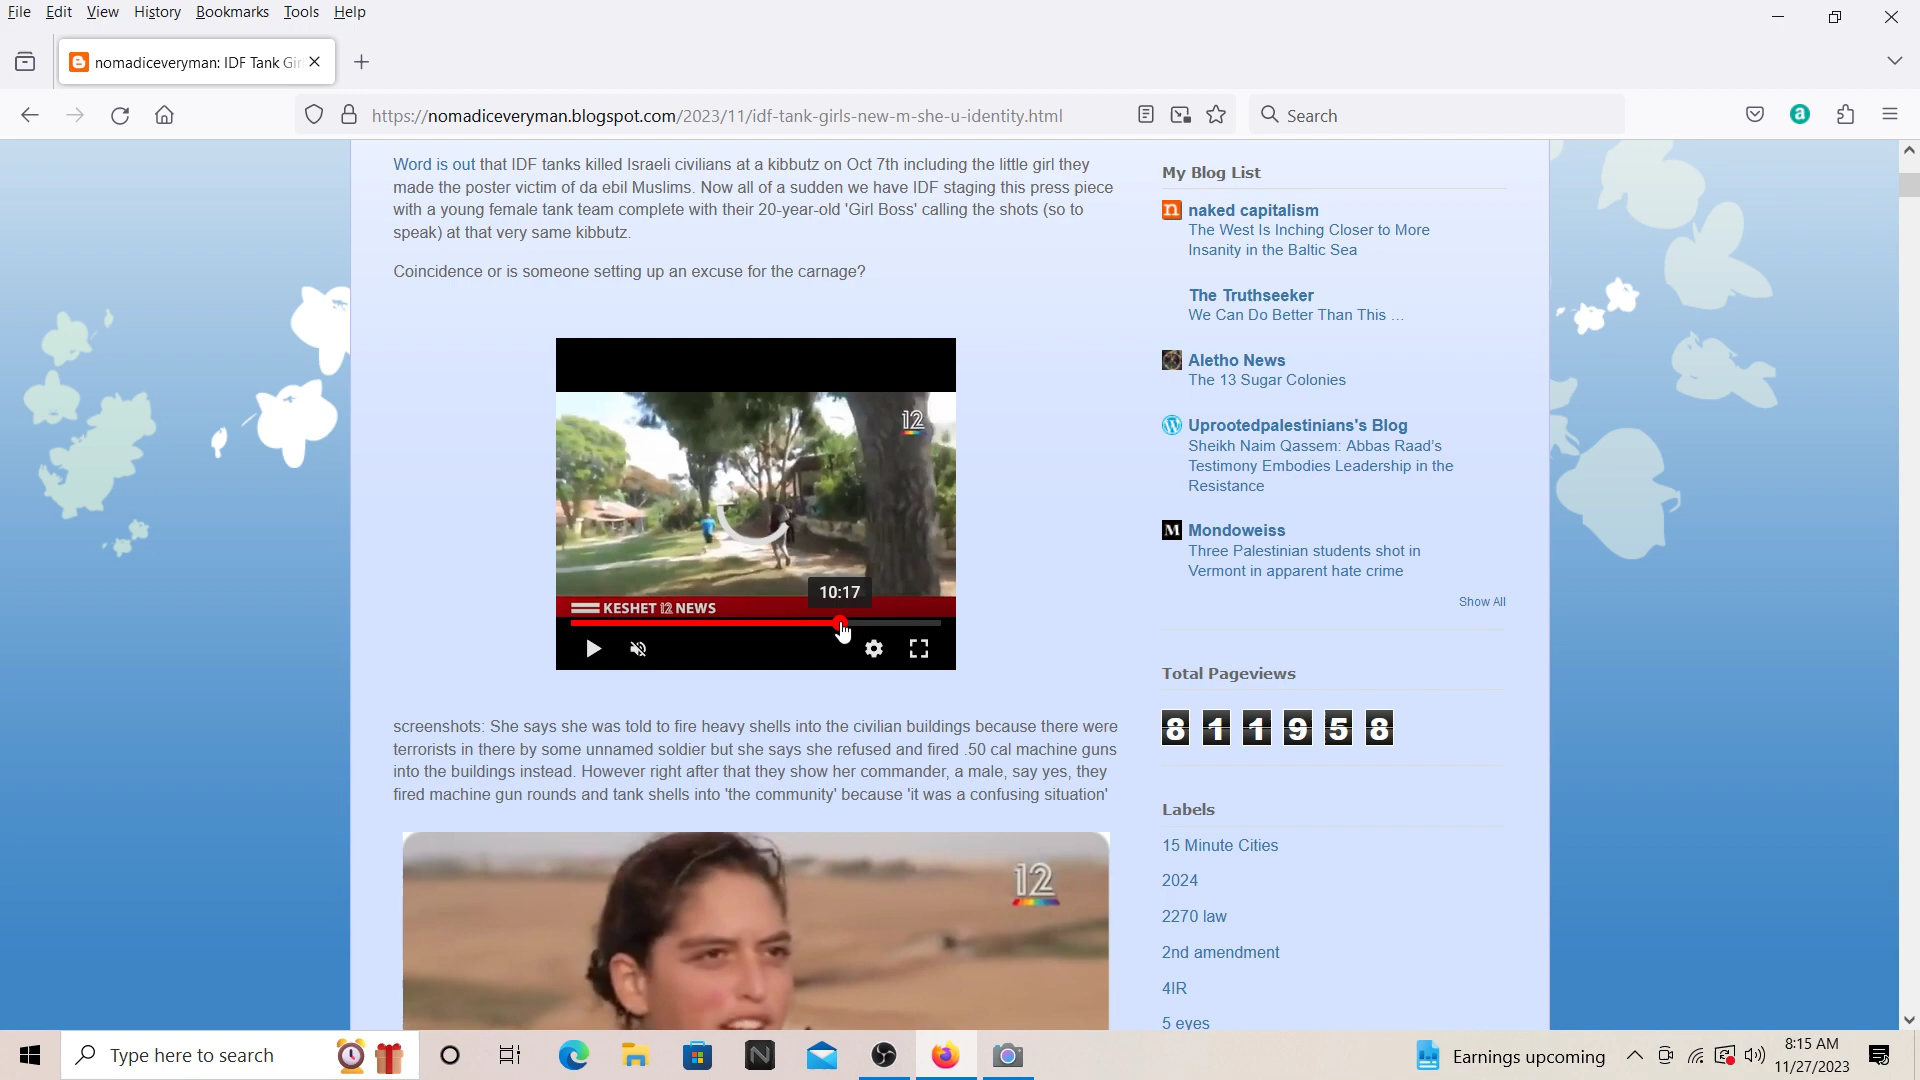 File Edit View History Bookmarks Tools Help
nomadiceveryman: IDF Tank Gir
https://nomadiceveryman.blogspot.com/2023/11/idf-tank-girls-new-m-she-u-identity.html
Search
Word is out that IDF tanks killed Israeli civilians at a kibbutz on Oct 7th including the little girl they
made the poster victim of da ebil Muslims. Now all of a sudden we have IDF staging this press piece
with a young female tank team complete with their 20-year-old 'Girl Boss' calling the shots (so to
speak) at that very same kibbutz.
Coincidence or is someone setting up an excuse for the carnage?
12
10:17
KESHET 12 NEWS
screenshots: She says she was told to fire heavy shells into the civilian buildings because there were
terrorists in there by some unnamed soldier but she says she refused and fired .50 cal machine guns
into the buildings instead. However right after that they show her commander, a male, say yes, they
fired machine gun rounds and tank shells into 'the community' because 'it was a confusing situation'
12
My Blog List
naked capitalism
The West Is Inching Closer to More
Insanity in the Baltic Sea
The Truthseeker
We Can Do Better Than This ...
Aletho News
The 13 Sugar Colonies
Uprootedpalestinians's Blog
Sheikh Naim Qassem: Abbas Raad's
Testimony Embodies Leadership in the
Resistance
M Mondoweiss
Three Palestinian students shot in
Vermont in apparent hate crime
Show All
Total Pageviews
811958
Labels
15 Minute Cities
2024
2270 law
2nd amendment
4IR
5 eyes
Type here to search
Earnings upcoming
8:15 AM
11/27/2023